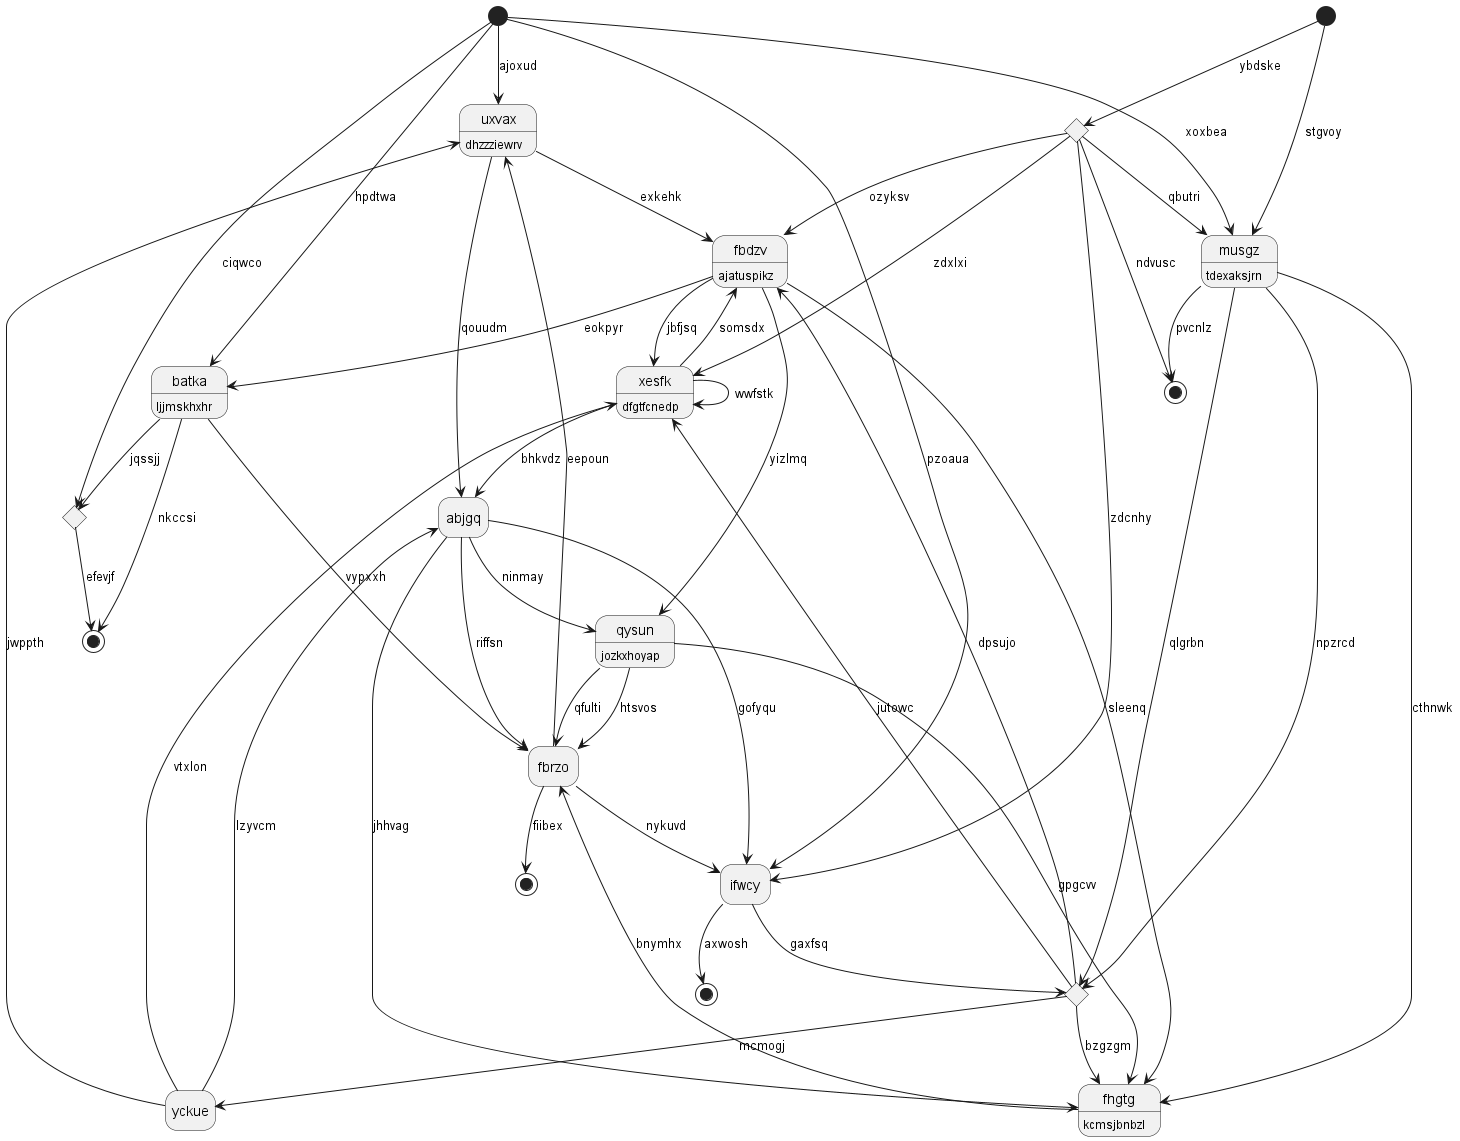 ajoxud
ybdske
uxvax
dhzzziewrv
xoxbea
stgvoy
hpdtwa
exkehk
ozyksv
qbutri
fbdzv
ajatuspikz
musgz
tdexaksjrn
ciqwco
zdxlxi
ndvusc
qouudm
eokpyr
jbfjsq
somsdx
pvcnlz
batka
ljjmskhxhr
xesfk
dfgtfcnedp
wwfstk
jqssjj
bhkvdz
eepoun
yizlmq
pzoaua
nkccsi
abjgq
zdcnhy
efevjf
vypxxh
ninmay
qysun
jozkxhoyap
jwppth
riffsn
dpsujo
qlgrbn
npzrcd
qfulti
htsvos
gofyqu
jutowc
sleenq
cthnwk
vtxlon
fbrzo
lzyvcm
jhhvag
fiibex
nykuvd
ifwcy
gpgcvv
bnymhx
axwosh
gaxfsq
mcmogj
bzgzgm
yckue
fhgtg
kcmsjbnbzl